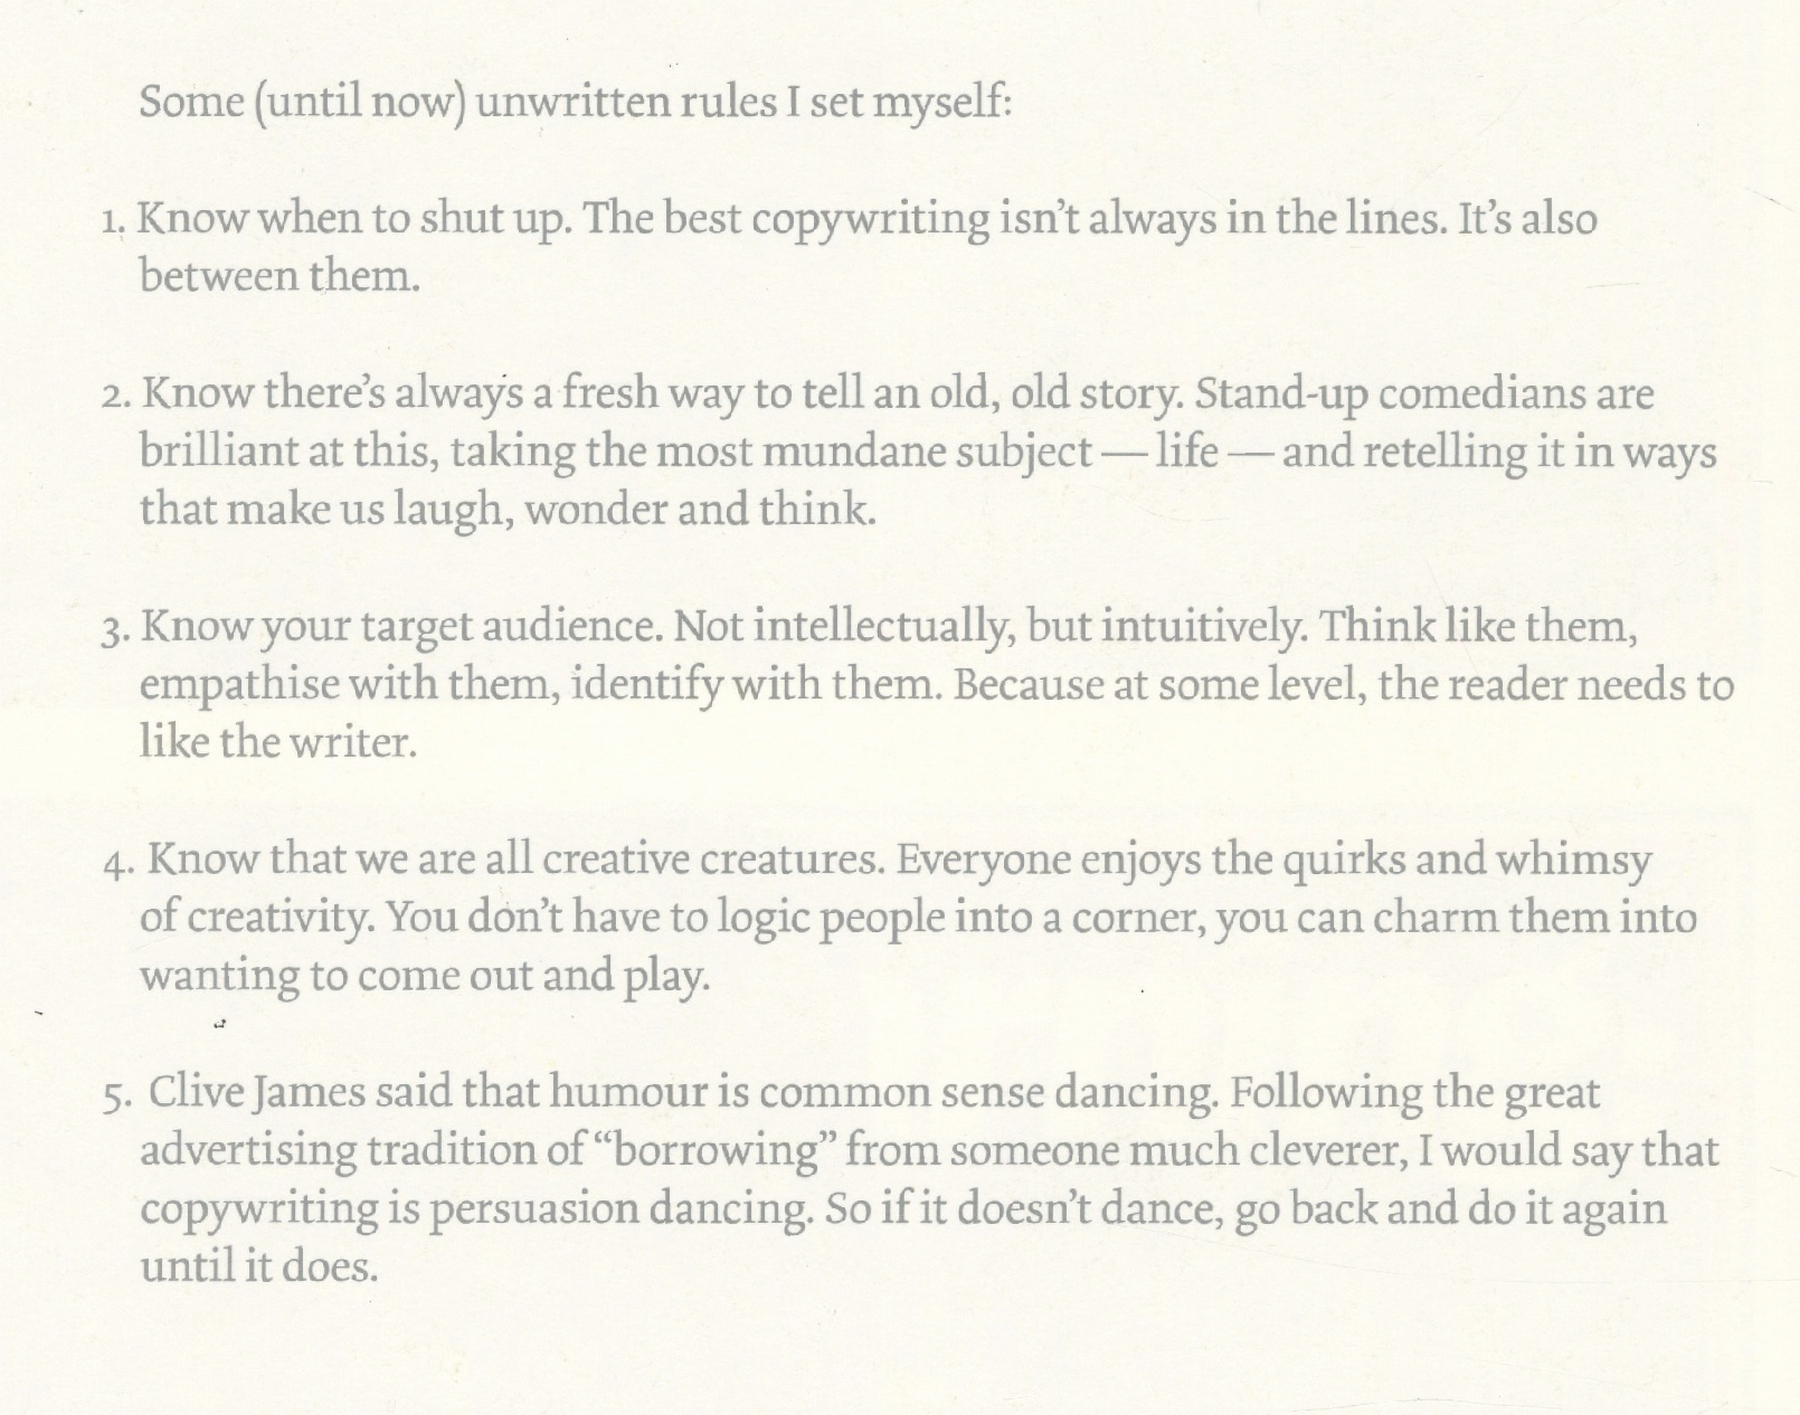 Some (until now) unwritten rules I set myself:
1. Know when to shut up. The best copywriting isn’t always in the lines. It’s also
between them.
2. Know there’s always a fresh way to tell an old, old story. Stand-up comedians are
brilliant at this, taking the most mundane subject — life — and retelling it in ways
that make us laugh, wonder and think.
3. Know your target audience. Not intellectually, but intuitively. Think like them,
empathise with them, identify with them. Because at some level, the reader needs to
like the writer.
4. Know that we are all creative creatures. Everyone enjoys the quirks and whimsy
of creativity. You don’t have to logic people into a corner, you can charm them into
wanting to come out and play.
5. Clive James said that humour is common sense dancing. Following the great
advertising tradition of “borrowing” from someone much cleverer, I would say that
copywriting is persuasion dancing. So if it doesn’t dance, go back and do it again
until it does.